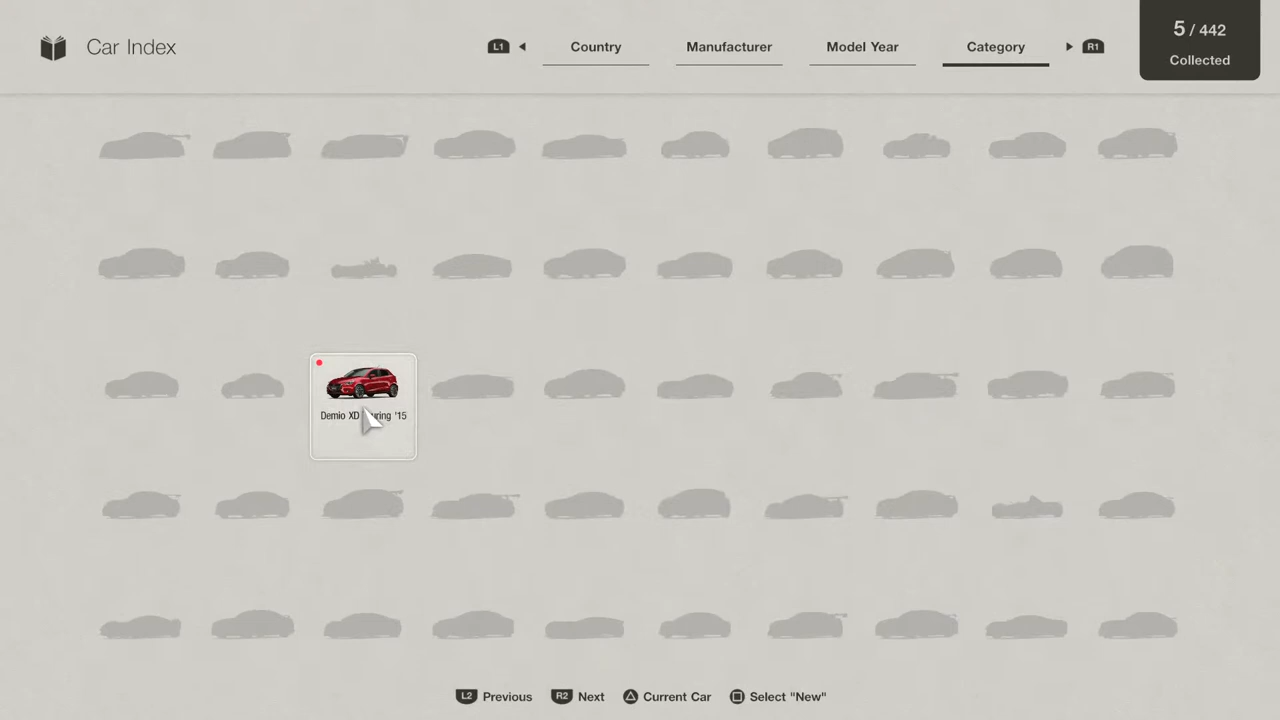 Car Index
L1
Country
Manufacturer
Model Year
Category
R1
5 / 442
Collected
Demio XD uring '15
L2 Previous
R2 Next
Current Car
Select "New"